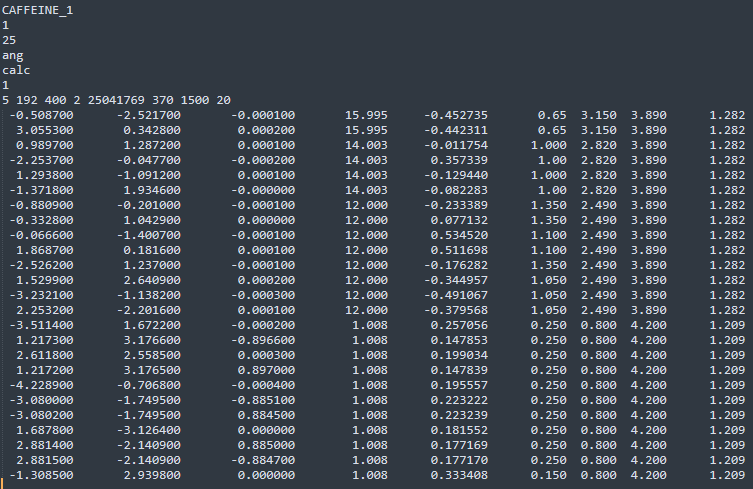 CAFFEINE_1
1
25
ang
calc
1
5 192 400 2 25041769 370 1500 20
-0.508700 -2.521700 -0.000100 15.995 -0.452735 0.65 3.150 3.890 1.282
3.055300 0.342800 0.000200 15.995 -0.442311 0.65 3.150 3.890 1.282
0.989700 1.287200 0.000100 14.003 -0.011754 1.000 2.820 3.890 1.282
-2.253700 -0.047700 -0.000200 14.003 0.357339 1.00 2.820 3.890 1.282
1.293800 -1.091200 0.000100 14.003 -0.129440 1.000 2.820 3.890 1.282
-1.371800 1.934600 -0.000000 14.003 -0.082283 1.00 2.820 3.890 1.282
-0.880900 -0.201000 -0.000100 12.000 -0.233389 1.350 2.490 3.890 1.282
-0.332800 1.042900 0.000000 12.000 0.077132 1.350 2.490 3.890 1.282
-0.066600 -1.400700 -0.000100 12.000 0.534520 1.100 2.490 3.890 1.282
1.868700 0.181600 0.000100 12.000 0.511698 1.100 2.490 3.890 1.282
-2.526200 1.237000 -0.000100 12.000 -0.176282 1.350 2.490 3.890 1.282
1.529900 2.640900 0.000200 12.000 -0.344957 1.050 2.490 3.890 1.282
-3.232100 -1.138200 -0.000300 12.000 -0.491067 1.050 2.490 3.890 1.282
2.253200 -2.201600 0.000100 12.000 -0.379568 1.050 2.490 3.890 1.282
-3.511400 1.672200 -0.000200 1.008 0.257056 0.250 0.800 4.200 1.209
1.217300 3.176600 -0.896600 1.008 0.147853 0.250 0.800 4.200 1.209
2.611800 2.558500 0.000300 1.008 0.199034 0.250 0.800 4.200 1.209
1.217200 3.176500 0.897000 1.008 0.147839 0.250 0.800 4.200 1.209
-4.228900 -0.706800 -0.000400 1.008 0.195557 0.250 0.800 4.200 1.209
-3.080000 -1.749500 -0.885100 1.008 0.223222 0.250 0.800 4.200 1.209
-3.080200 -1.749500 0.884500 1.008 0.223239 0.250 0.800 4.200 1.209
1.687800 -3.126400 0.000000 1.008 0.181552 0.250 0.800 4.200 1.209
2.881400 -2.140900 0.885000 1.008 0.177169 0.250 0.800 4.200 1.209
2.881500 -2.140900 -0.884700 1.008 0.177170 0.250 0.800 4.200 1.209
-1.308500 2.939800 0.000000 1.008 0.333408 0.150 0.800 4.200 1.209